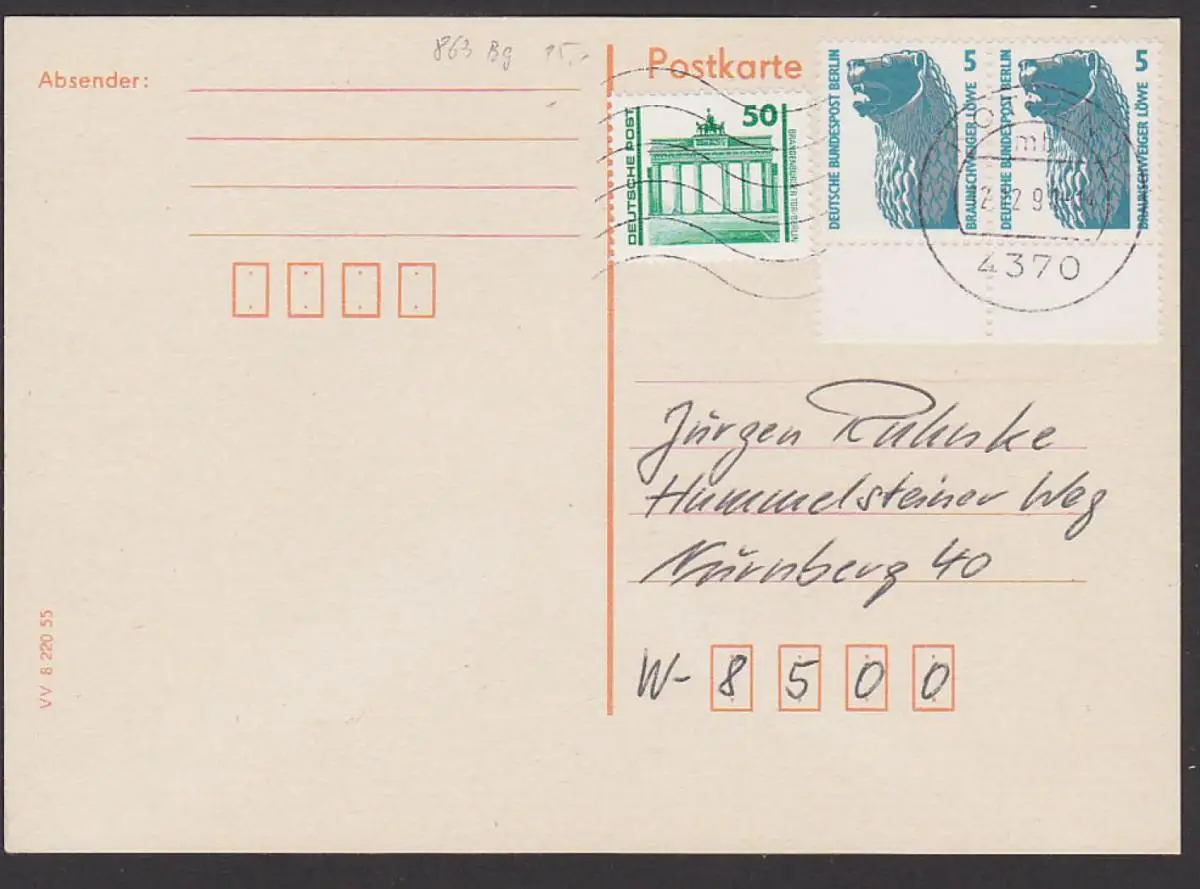 863 Bg 15,-
Absender:
Postkarte
50
DEUTSCHE POST
BRANDENBURGER TOR/BERLIN
5
DEUTSCHE BUNDESPOST BERLIN
BRAUNSCHWEIGER LÖWE
5
DEUTSCHE BUNDESPOST BERLIN
BRAUNSCHWEIGER LÖWE
4370
Jürgen Ruhnke
Hummelsteiner Weg
Nürnberg 40
W- 8500
VV 8 220 55